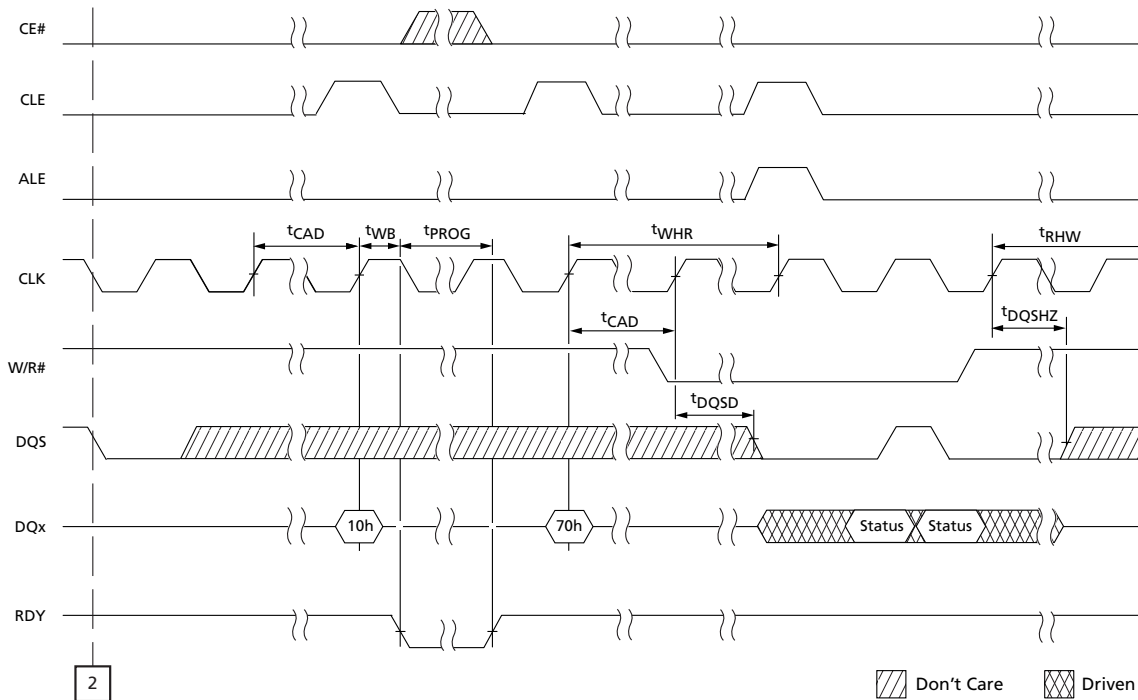 CE#
CLE
ALE
tCAD
tWB
tPROG
tWHR
tRHW
CLK
tDQSHZ
tCAD
W/R#
tDQSD
DQS
DQx
10h
70h
Status
Status
RDY
2
Don't Care
Driven